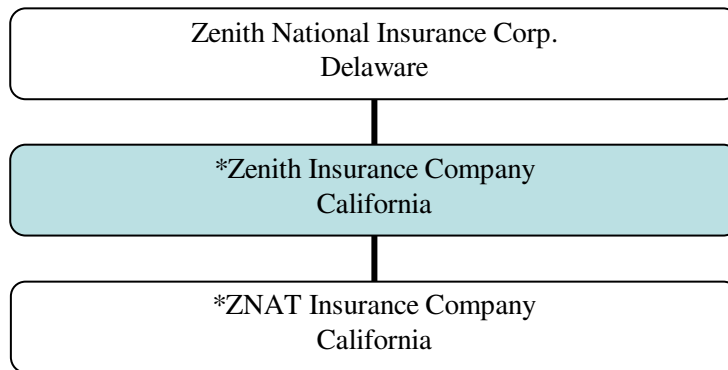 Zenith National Insurance Corp.
Delaware
*Zenith Insurance Company
California
*ZNAT Insurance Company
California